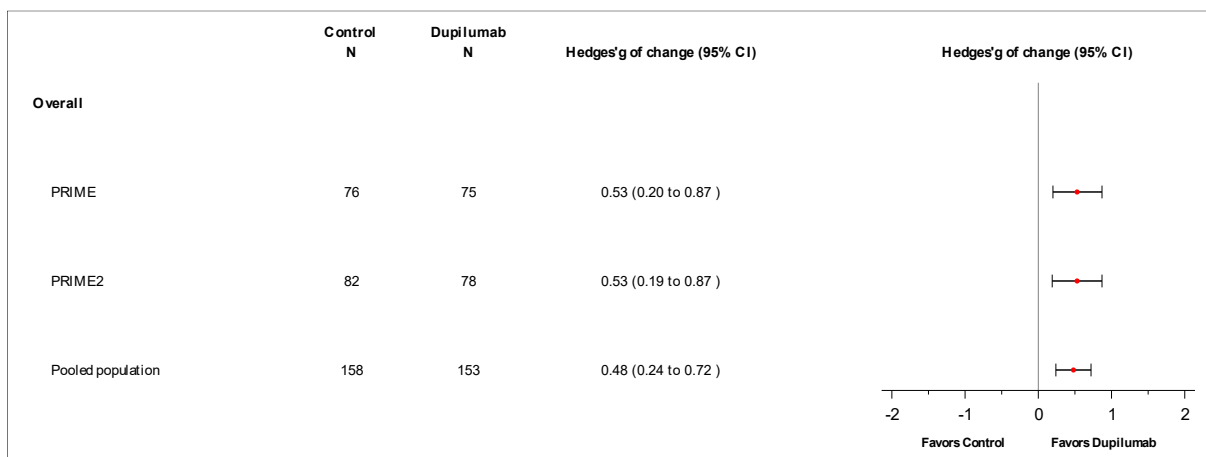 Control Dupilumab
N N Hedges'g of change (95% CI) Hedges'g of change (95% CI)
Overall
PRIME 76 75 0.53 (0.20 to 0.87 )
PRIME2 82 78 0.53 (0.19 to 0.87 )
Pooled population 158 153 0.48 (0.24 to 0.72 )
-2 -1 0 1 2
Favors Control Favors Dupilumab